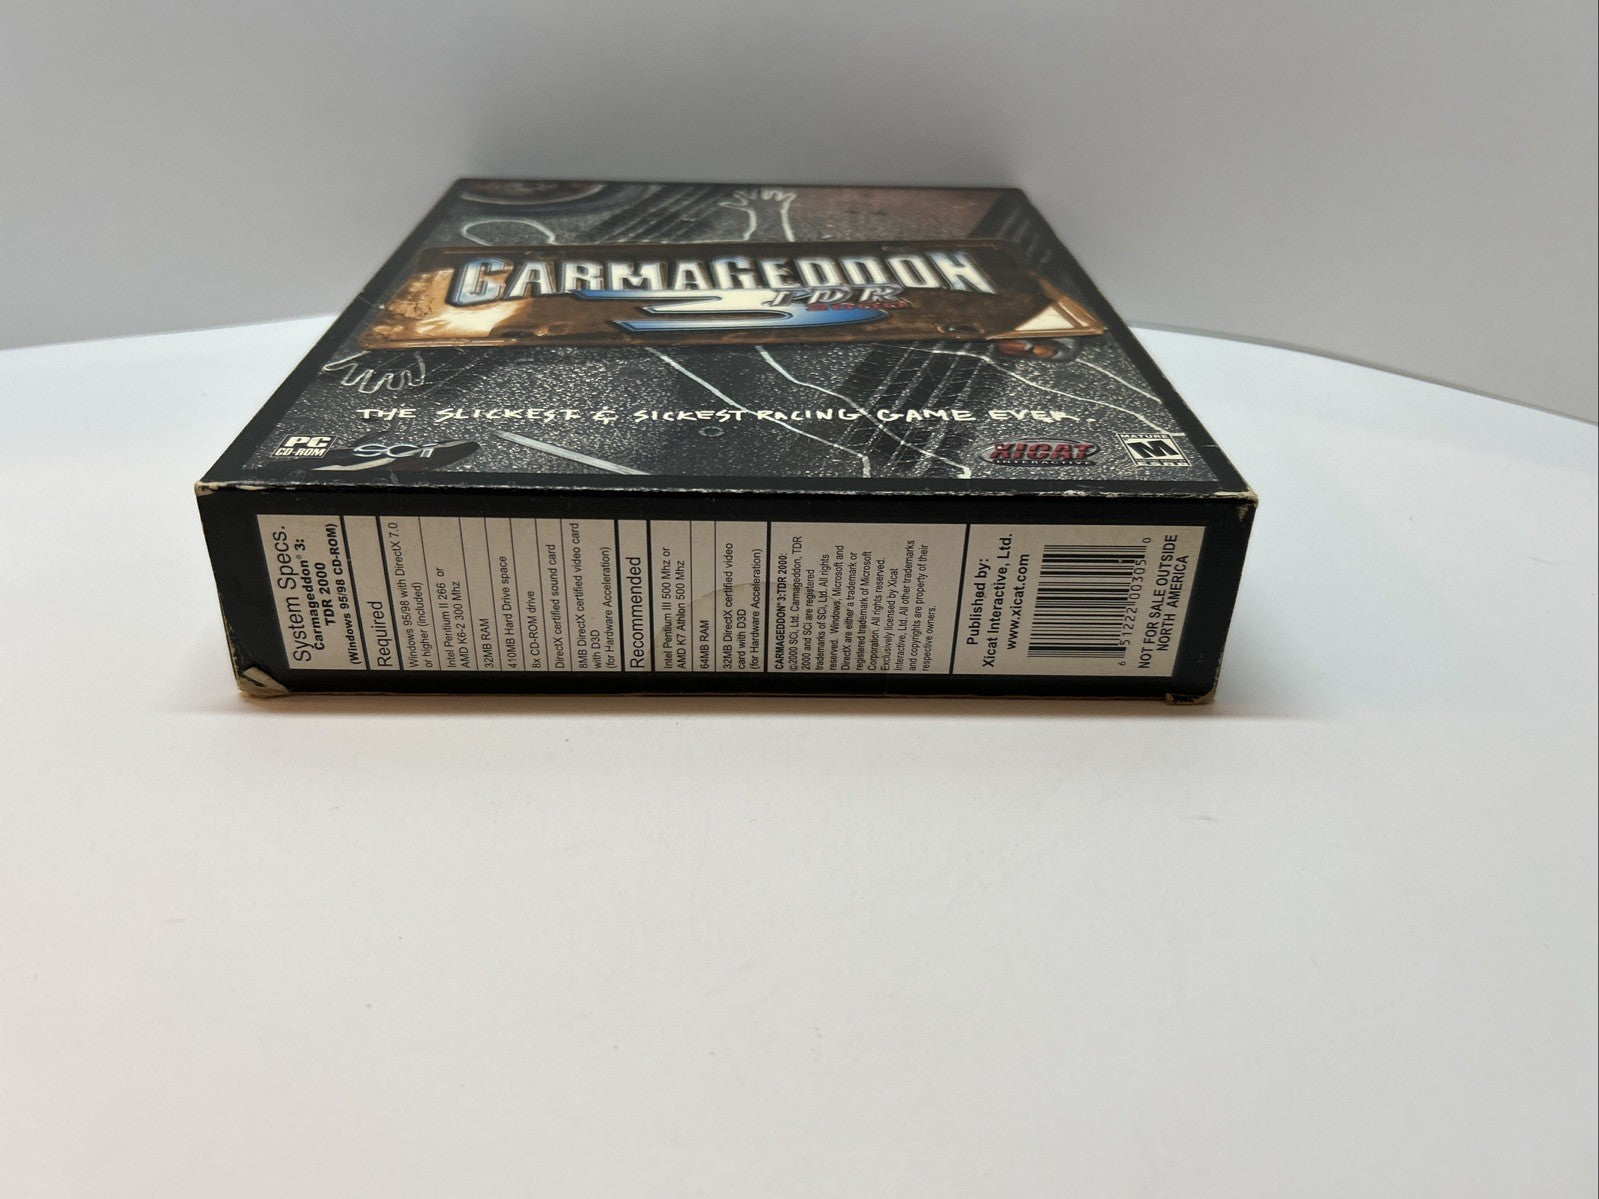 CARMAGEDDON
3 TDR
2000
THE SLICKEST & SICKEST RACING GAME EVER.
PC
CD-ROM
SCi
XICAT
INTERACTIVE
MATURE
M
ESRB
System Specs.
Carmageddon® 3:
TDR 2000
(Windows 95/98 CD-ROM)
Required
Windows 95/98 with DirectX 7.0
or higher (included)
Intel Pentium II 266 or
AMD K6-2 300 Mhz
32MB RAM
410MB Hard Drive space
8x CD-ROM drive
DirectX certified sound card
8MB DirectX certified video card
with D3D
(for Hardware Acceleration)
Recommended
Intel Pentium III 500 Mhz or
AMD K7 Athlon 500 Mhz
64MB RAM
32MB DirectX certified video
card with D3D
(for Hardware Acceleration)
CARMAGEDDON® 3:TDR 2000:
©2000 SCi, Ltd. Carmageddon, TDR
2000 and SCi are registered
trademarks of SCi, Ltd. All rights
reserved. Windows, Microsoft and
DirectX are either a trademark or
registered trademark of Microsoft
Corporation. All rights reserved.
Exclusively licensed by Xicat
Interactive, Ltd. All other trademarks
and copyrights are property of their
respective owners.
Published by:
Xicat Interactive, Ltd.
www.xicat.com
6 51222 00305 0
NOT FOR SALE OUTSIDE
NORTH AMERICA